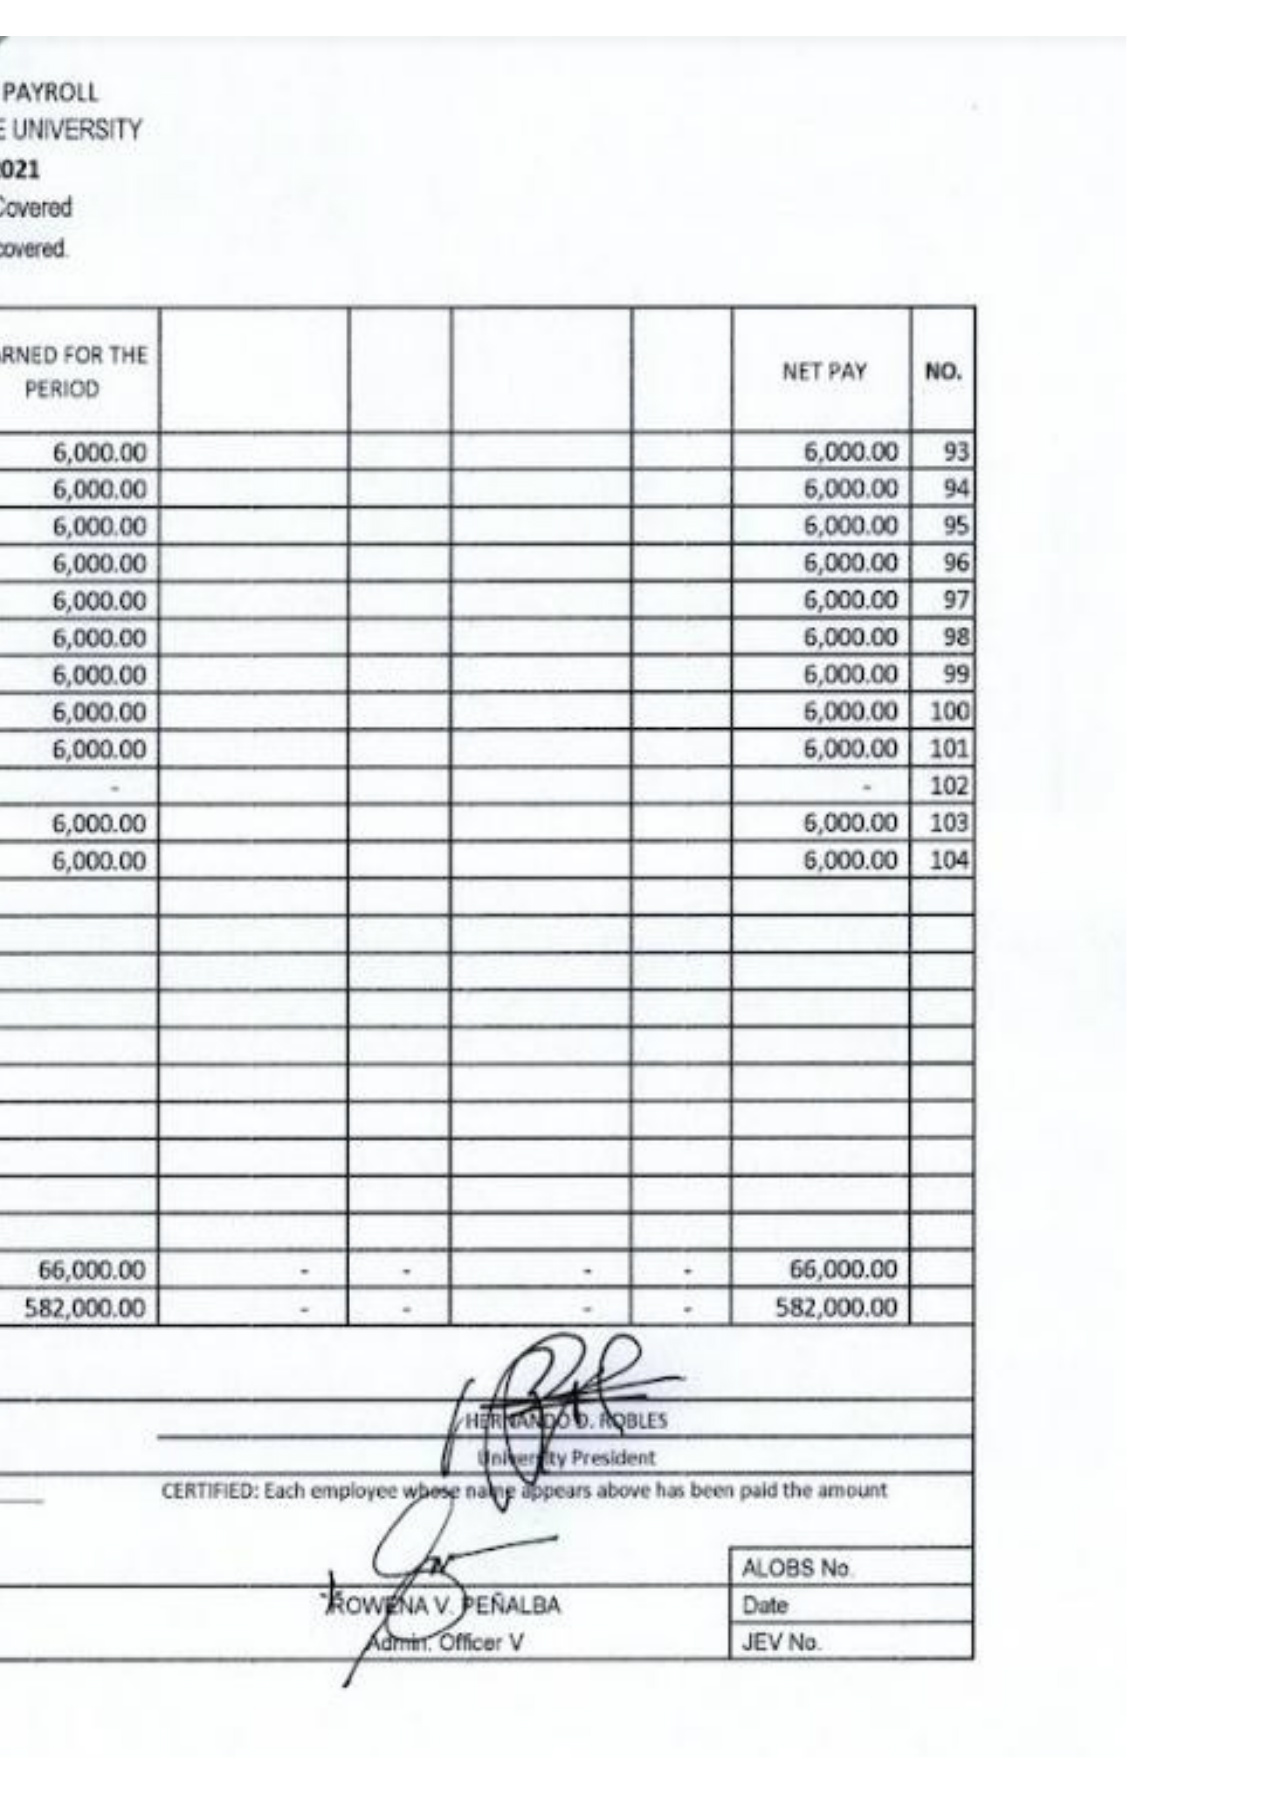 PAYROLL
E UNIVERSITY
2021
Covered
covered.
ARNED FOR THE PERIOD NET PAY NO.
6,000.00 6,000.00 93
6,000.00 6,000.00 94
6,000.00 6,000.00 95
6,000.00 6,000.00 96
6,000.00 6,000.00 97
6,000.00 6,000.00 98
6,000.00 6,000.00 99
6,000.00 6,000.00 100
6,000.00 6,000.00 101
- - 102
6,000.00 6,000.00 103
6,000.00 6,000.00 104
66,000.00 - - - - 66,000.00
582,000.00 - - - - 582,000.00
HERNANDO D. ROBLES
University President
CERTIFIED: Each employee whose name appears above has been paid the amount
ALOBS No.
ROWENA V. PEÑALBA Date
Admin. Officer V JEV No.